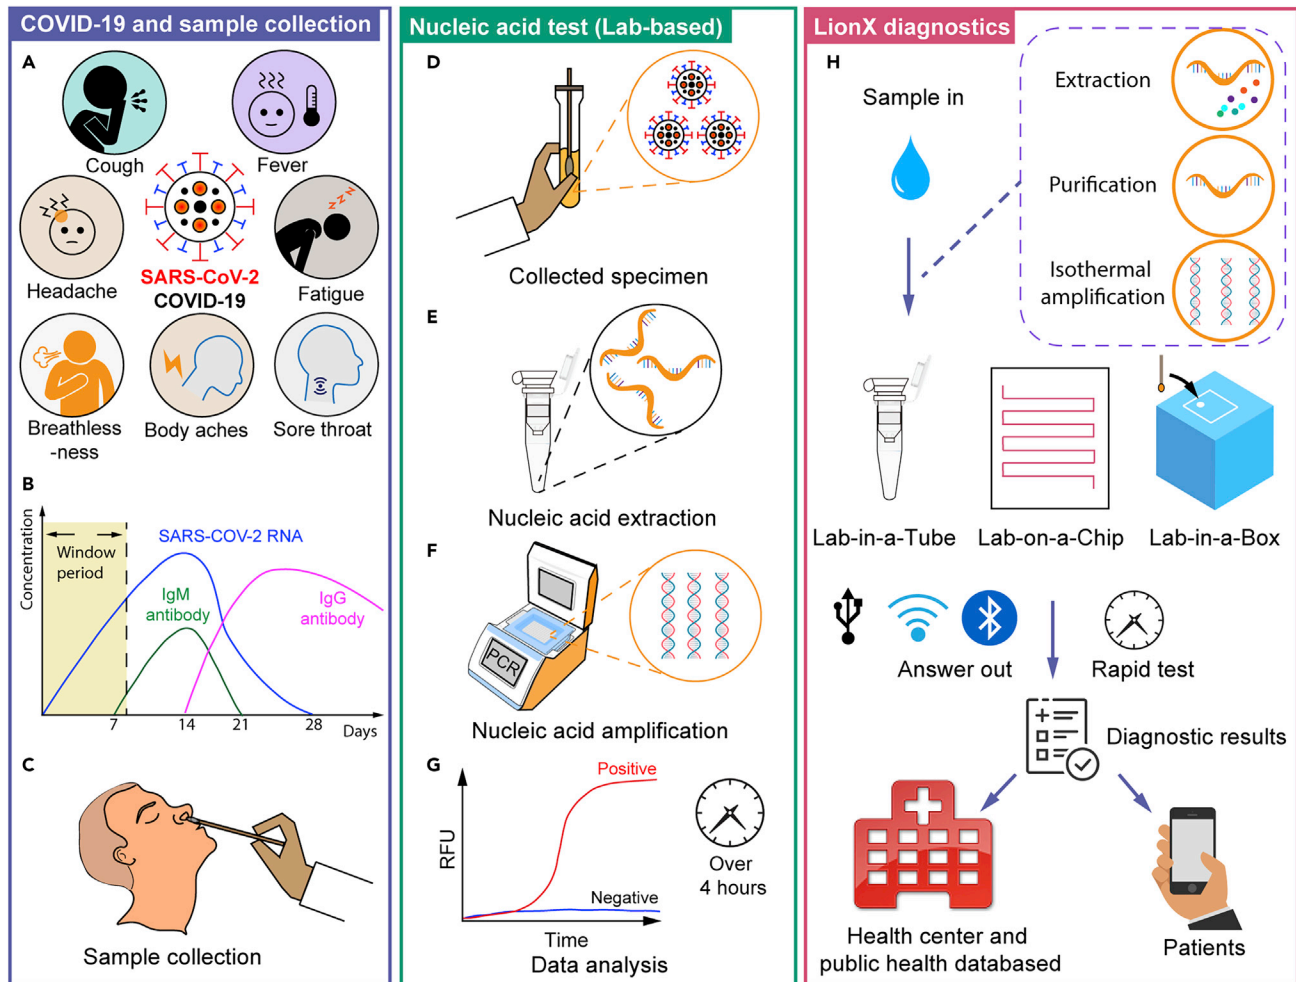 COVID-19 and sample collection
A
Cough
Fever
Headache
SARS-CoV-2
COVID-19
Fatigue
Breathless
-ness
Body aches
Sore throat
B
Concentration
Window
period
SARS-COV-2 RNA
IgM
antibody
IgG
antibody
7
14
21
28
Days
C
Sample collection
Nucleic acid test (Lab-based)
D
Collected specimen
E
Nucleic acid extraction
F
PCR
Nucleic acid amplification
G
RFU
Positive
Negative
Time
Over
4 hours
Data analysis
LionX diagnostics
H
Sample in
Extraction
Purification
Isothermal
amplification
Lab-in-a-Tube
Lab-on-a-Chip
Lab-in-a-Box
Answer out
Rapid test
Diagnostic results
Health center and
public health databased
Patients